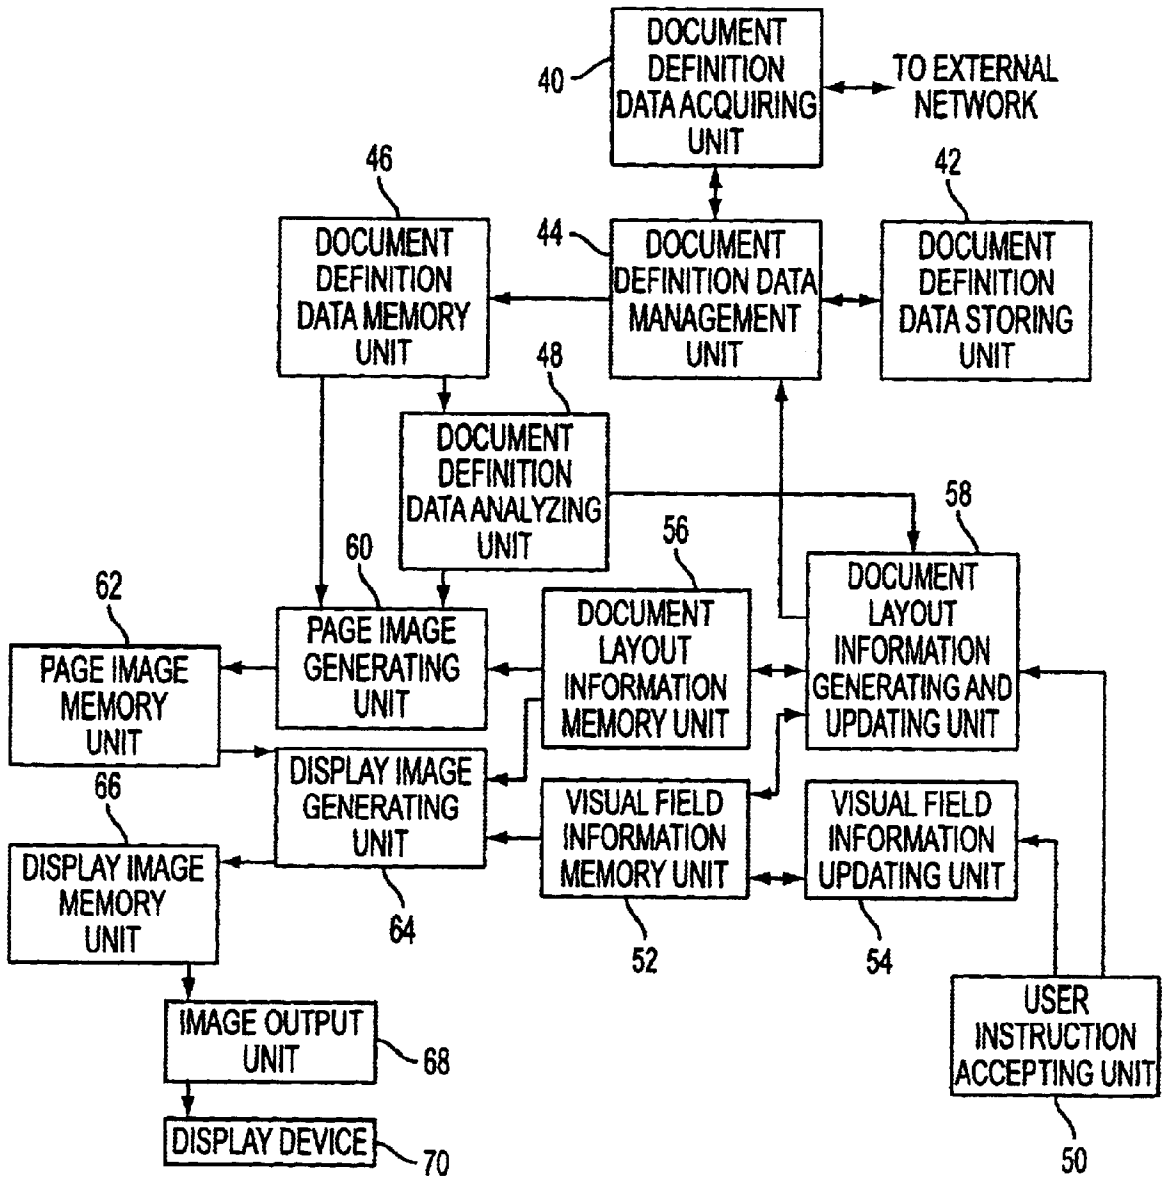 DOCUMENT
DEFINITION
DATA ACQUIRING
UNIT
40
TO EXTERNAL
NETWORK
46
42
44
DOCUMENT
DEFINITION
DATA MEMORY
UNIT
DOCUMENT
DEFINITION DATA
MANAGEMENT
UNIT
DOCUMENT
DEFINITION
DATA STORING
UNIT
48
DOCUMENT
DEFINITION
DATA ANALYZING
UNIT
58
56
60
62
DOCUMENT
LAYOUT
INFORMATION
GENERATING AND
UPDATING UNIT
DOCUMENT
LAYOUT
INFORMATION
MEMORY UNIT
PAGE IMAGE
GENERATING
UNIT
PAGE IMAGE
MEMORY
UNIT
66
DISPLAY IMAGE
GENERATING
UNIT
64
VISUAL FIELD
INFORMATION
MEMORY UNIT
52
VISUAL FIELD
INFORMATION
UPDATING UNIT
54
DISPLAY IMAGE
MEMORY
UNIT
IMAGE OUTPUT
UNIT
68
USER
INSTRUCTION
ACCEPTING UNIT
50
DISPLAY DEVICE
70